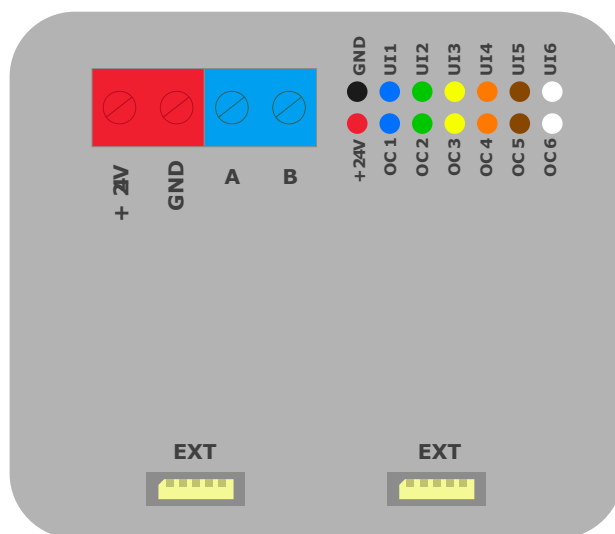 GND UI1 UI2 UI3 UI4 UI5 UI6
+24V OC1 OC2 OC3 OC4 OC5 OC6
+24V GND A B
EXT EXT